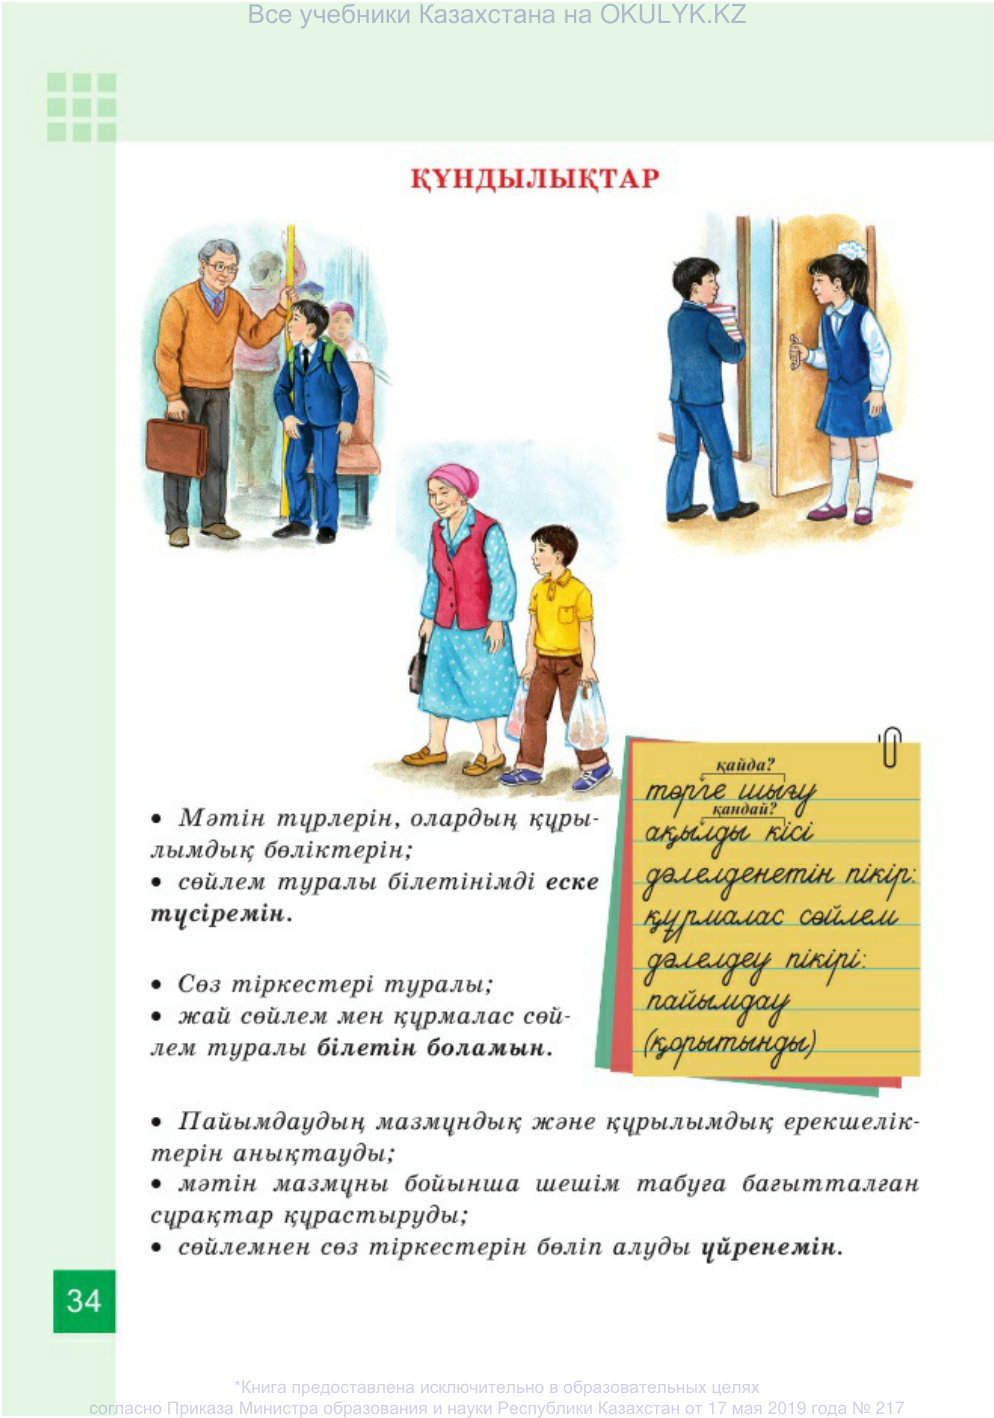 Все учебники Казахстана на OKULYK.KZ
ҚҰНДЫЛЫҚТАР
• Мәтін түрлерін, олардың құры-
лымдық бөліктерін;
• сөйлем туралы білетінімді еске
түсіремін.
• Сөз тіркестері туралы;
• жай сөйлем мен құрмалас сөй-
лем туралы білетін боламын.
қайда?
төрге шығу
қандай?
ақылды кісі
дәлелденетін пікір:
құрмалас сөйлем
дәлелдеу пікірі:
пайымдау
(қорытынды)
• Пайымдаудың мазмұндық және құрылымдық ерекшелік-
терін анықтауды;
• мәтін мазмұны бойынша шешім табуға бағытталған
сұрақтар құрастыруды;
• сөйлемнен сөз тіркестерін бөліп алуды үйренемін.
34
*Книга предоставлена исключительно в образовательных целях
согласно Приказа Министра образования и науки Республики Казахстан от 17 мая 2019 года № 217